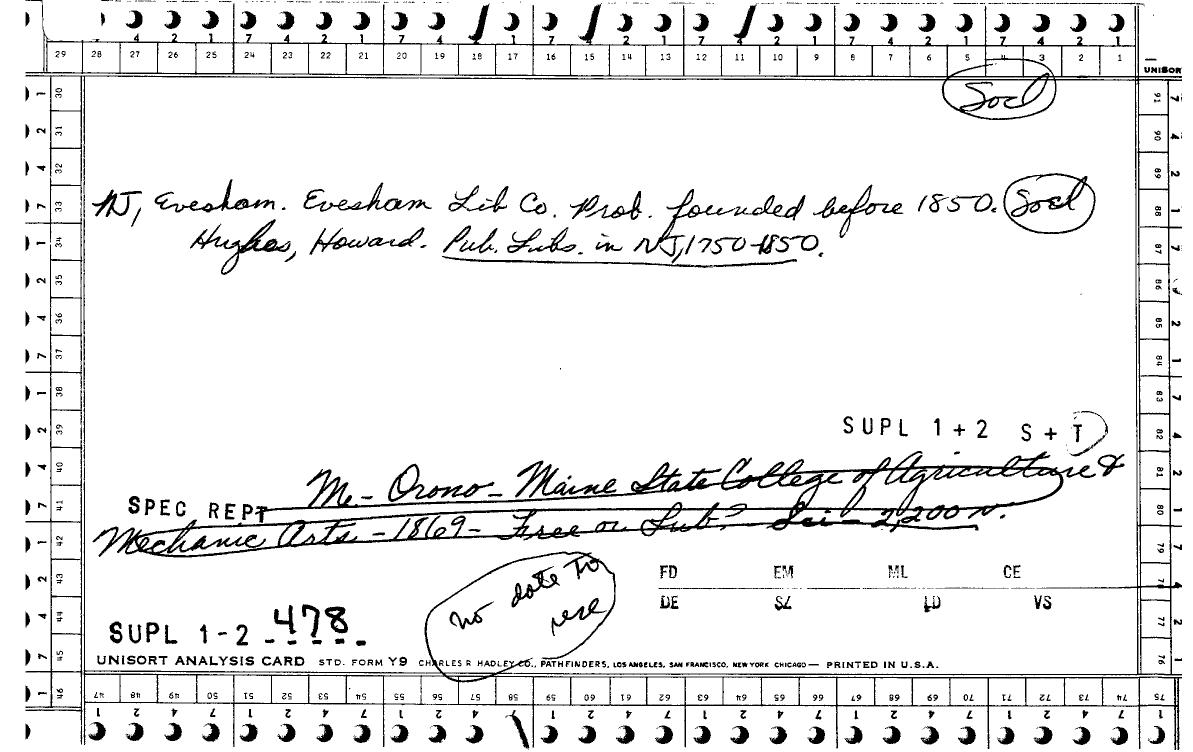 7 4 2 1 7 4 2 1 7 4 2 1 7 4 2 1 7 4 2 1 7 4 2 1
29 28 27 26 25 24 23 22 21 20 19 18 17 16 15 14 13 12 11 10 9 8 7 6 5 4 3 2 1
UNISORT
Socl
NJ, Evesham. Evesham Lib Co. Prob. founded before 1850. Socl
Hughes, Howard. Pub. Libs. in NJ, 1750-1850.
SUPL 1+2 S+T
Me- Orono- Maine State College of Agriculture &
SPEC REPT
Mechanic Arts - 1869- Free or Sub? Sci- 2,200 v.
FD EM ML CE
DE SZ LD VS
no date to
SUPL 1-2 478
UNISORT ANALYSIS CARD STD. FORM Y9 CHARLES R HADLEY CO., PATHFINDERS, LOS ANGELES, SAN FRANCISCO, NEW YORK CHICAGO — PRINTED IN U.S.A.
30 31 32 33 34 35 36 37 38 39 40 41 42 43 44 45 46
47 48 49 50 51 52 53 54 55 56 57 58 59 60 61 62 63 64 65 66 67 68 69 70 71 72 73 74 75
76 77 78 79 80 81 82 83 84 85 86 87 88 89 90 91